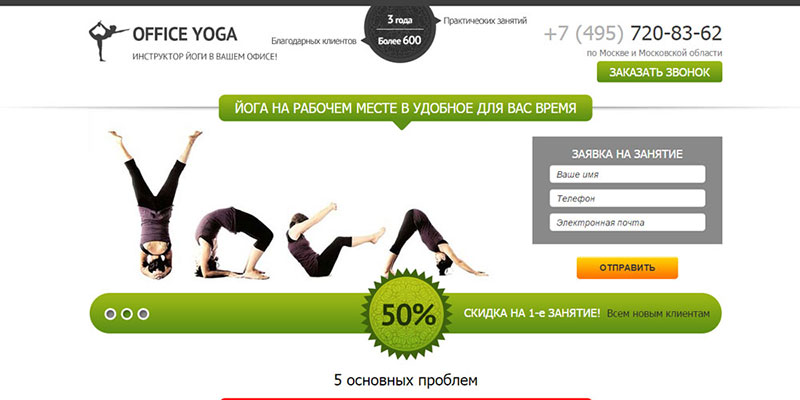 OFFICE YOGA
ИНСТРУКТОР ЙОГИ В ВАШЕМ ОФИСЕ!
3 года
Практических занятий
Благодарных клиентов
Более 600
+7 (495) 720-83-62
по Москве и Московской области
ЗАКАЗАТЬ ЗВОНОК
ЙОГА НА РАБОЧЕМ МЕСТЕ В УДОБНОЕ ДЛЯ ВАС ВРЕМЯ
YOGA
ЗАЯВКА НА ЗАНЯТИЕ
Ваше имя
Телефон
Электронная почта
ОТПРАВИТЬ
50%
СКИДКА НА 1-е ЗАНЯТИЕ! Всем новым клиентам
5 основных проблем